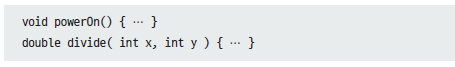 void powerOn() { ··· }
double divide( int x, int y ) { ··· }